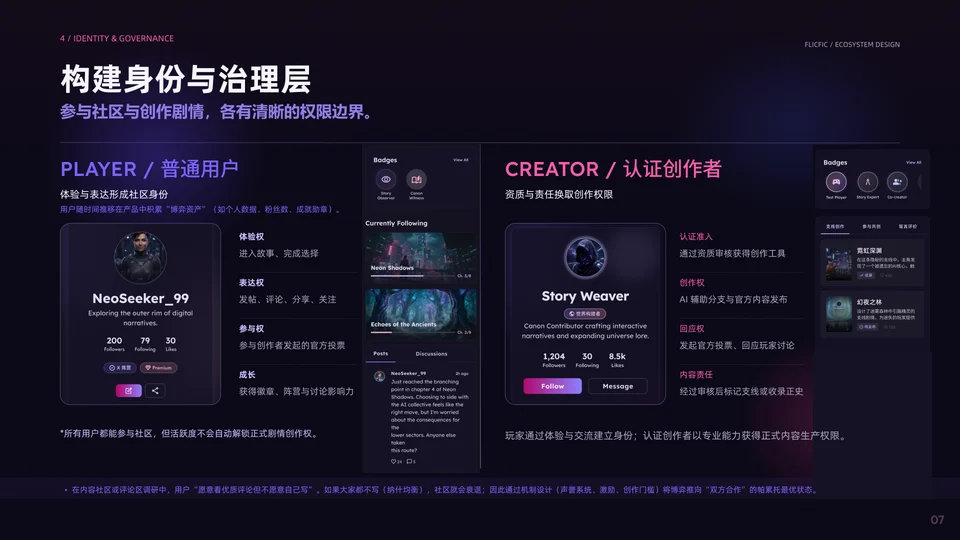 4 / IDENTITY & GOVERNANCE
FLICFIC / ECOSYSTEM DESIGN
构建身份与治理层
参与社区与创作剧情，各有清晰的权限边界。
PLAYER / 普通用户
体验与表达形成社区身份
用户随时间推移在产品中积累“博弈资产”（如个人数据、粉丝数、成就勋章）。
NeoSeeker_99
Exploring the outer rim of digital
narratives.
200 79 30
Followers Following Likes
X 阵营 Premium
体验权
进入故事、完成选择
表达权
发帖、评论、分享、关注
参与权
参与创作者发起的官方投票
成长
获得徽章、阵营与讨论影响力
*所有用户都能参与社区，但活跃度不会自动解锁正式剧情创作权。
Badges View All
Story
Observer
Canon
Witness
Currently Following
Neon Shadows
Echoes of the Ancients
Posts Discussions
NeoSeeker_99 2h ago
Just reached the branching
point in chapter 4 of Neon
Shadows. Choosing to side with
the AI collective feels like the
right move, but I'm worried
about the consequences for
the
lower sectors. Anyone else
taken
this route?
24 5
CREATOR / 认证创作者
资质与责任换取创作权限
Story Weaver
世界构建者
Canon Contributor crafting interactive
narratives and expanding universe lore.
1,204 30 8.5k
Followers Following Likes
Follow Message
认证准入
通过资质审核获得创作工具
创作权
AI 辅助分支与官方内容发布
回应权
发起官方投票、回应玩家讨论
内容责任
经过审核后标记支线或收录正史
玩家通过体验与交流建立身份；认证创作者以专业能力获得正式内容生产权限。
Badges View All
Test Player Story Expert Co-creator
支线创作 参与共创 留言评价
霓虹深渊
幻夜之林
• 在内容社区或评论区调研中，用户“愿意看优质评论但不愿意自己写”。如果大家都不写（纳什均衡），社区就会衰退；因此通过机制设计（声誉系统、激励、创作门槛）将博弈推向“双方合作”的帕累托最优状态。
07